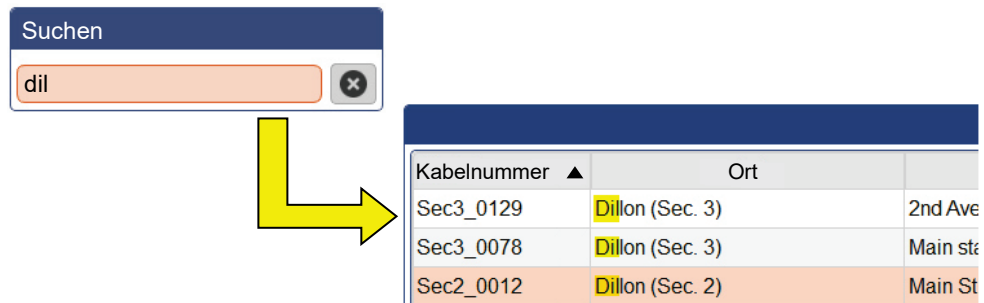 Suchen
dil
Kabelnummer ▲ Ort
Sec3_0129 Dillon (Sec. 3) 2nd Ave
Sec3_0078 Dillon (Sec. 3) Main sta
Sec2_0012 Dillon (Sec. 2) Main St